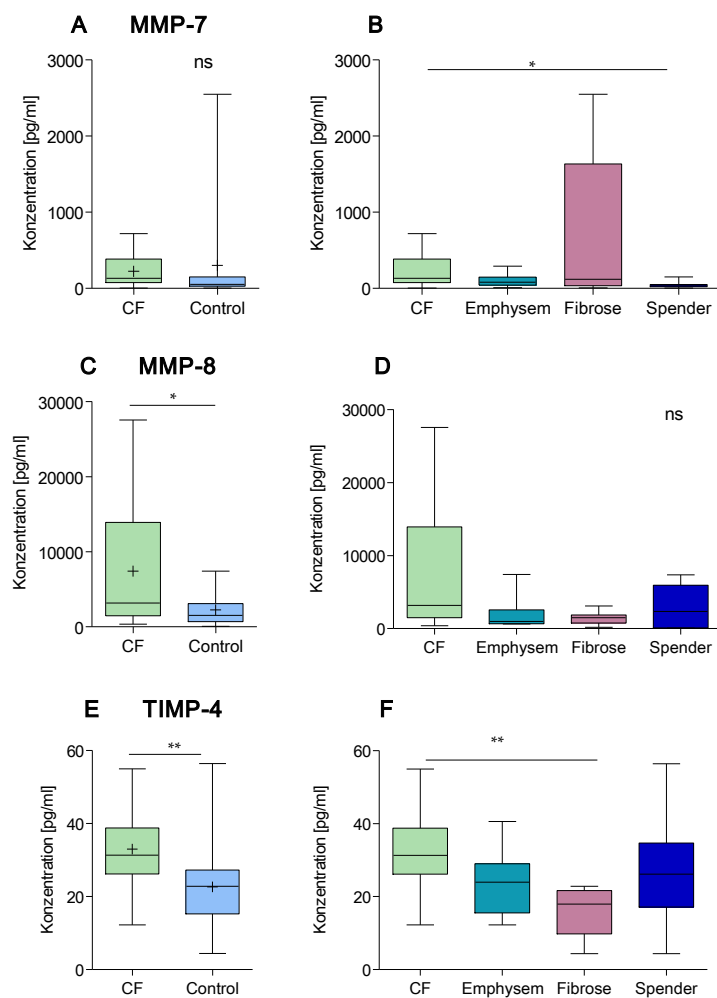 A MMP-7
B
ns
*
Konzentration [pg/ml]
3000
2000
1000
0
CF Control
Konzentration [pg/ml]
3000
2000
1000
0
CF Emphysem Fibrose Spender
C MMP-8
D
*
ns
Konzentration [pg/ml]
30000
20000
10000
0
CF Control
Konzentration [pg/ml]
30000
20000
10000
0
CF Emphysem Fibrose Spender
E TIMP-4
F
**
**
Konzentration [pg/ml]
60
40
20
0
CF Control
Konzentration [pg/ml]
60
40
20
0
CF Emphysem Fibrose Spender